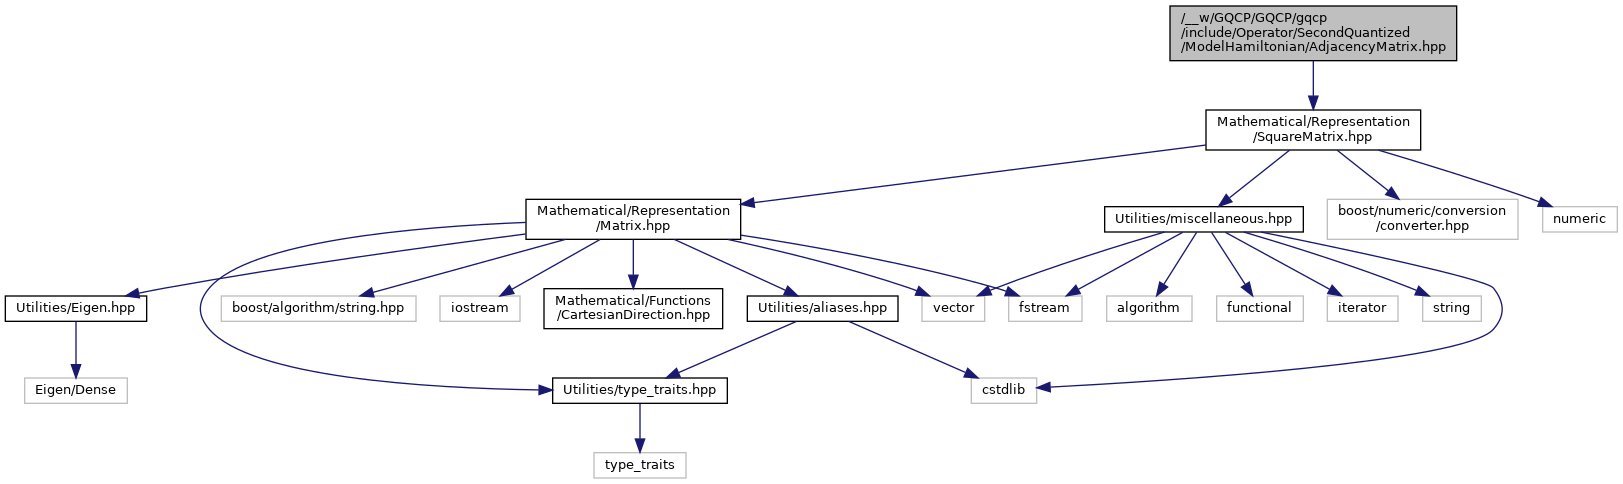 /__w/GQCP/GQCP/gqcp
/include/Operator/SecondQuantized
/ModelHamiltonian/AdjacencyMatrix.hpp
Mathematical/Representation
/SquareMatrix.hpp
Mathematical/Representation
/Matrix.hpp
Utilities/miscellaneous.hpp
boost/numeric/conversion
/converter.hpp
numeric
Utilities/Eigen.hpp
boost/algorithm/string.hpp
iostream
Mathematical/Functions
/CartesianDirection.hpp
Utilities/aliases.hpp
vector
fstream
algorithm
functional
iterator
string
Eigen/Dense
Utilities/type_traits.hpp
cstdlib
type_traits